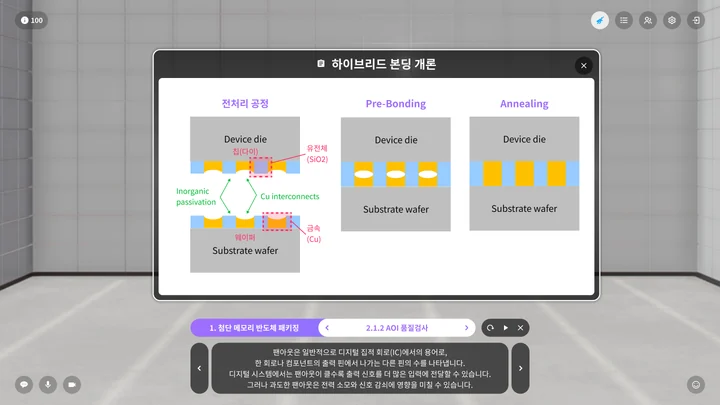 100
하이브리드 본딩 개론
전처리 공정
Pre-Bonding
Annealing
Device die
칩(다이)
유전체
(SiO2)
Inorganic
passivation
Cu interconnects
웨이퍼
금속
(Cu)
Substrate wafer
Device die
Substrate wafer
Device die
Substrate wafer
1. 첨단 메모리 반도체 패키징
2.1.2 AOI 품질검사
팬아웃은 일반적으로 디지털 집적 회로(IC)에서의 용어로,
한 회로나 컴포넌트의 출력 핀에서 나가는 다른 핀의 수를 나타냅니다.
디지털 시스템에서는 팬아웃이 클수록 출력 신호를 더 많은 입력에 전달할 수 있습니다.
그러나 과도한 팬아웃은 전력 소모와 신호 감쇠에 영향을 미칠 수 있습니다.